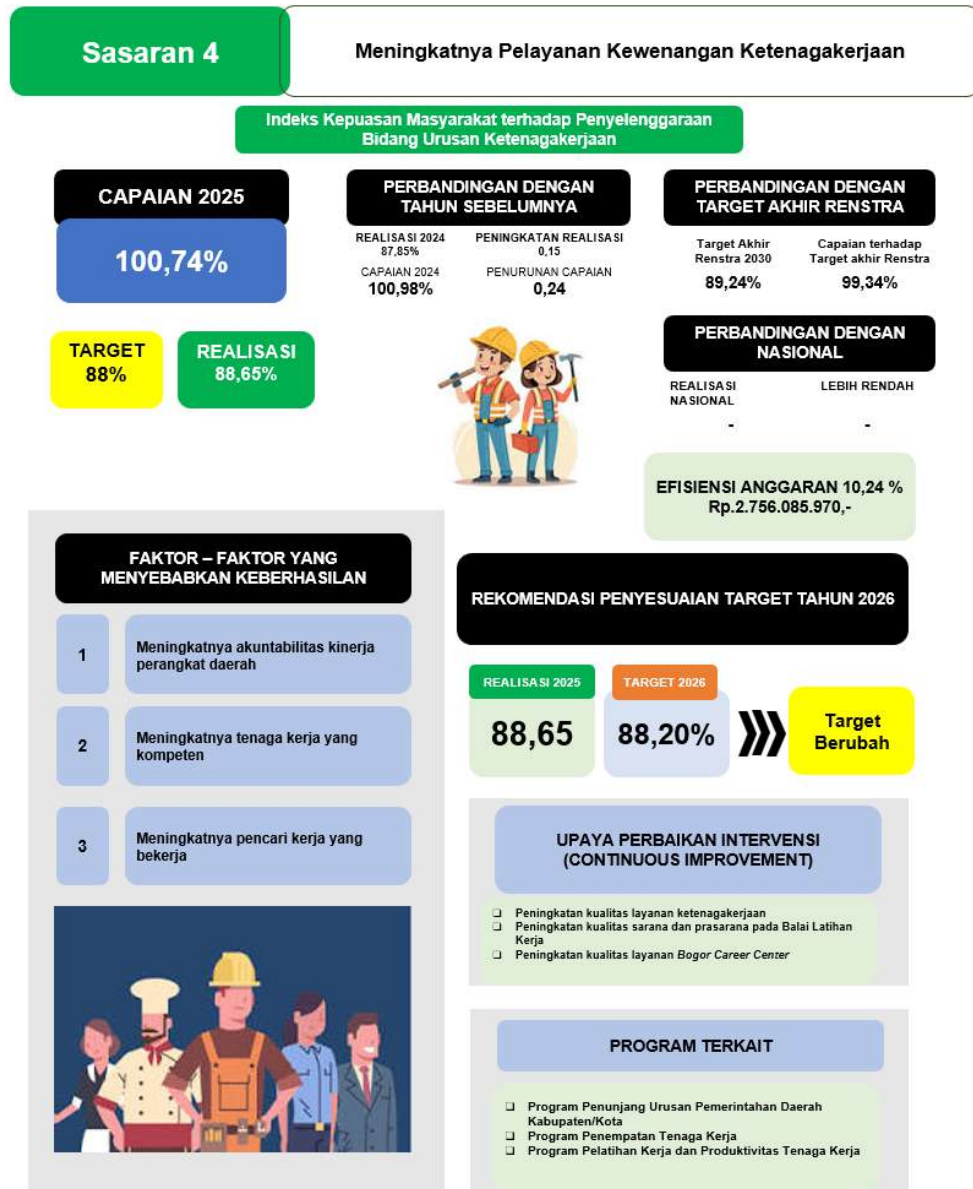 Sasaran 4
Meningkatnya Pelayanan Kewenangan Ketenagakerjaan
Indeks Kepuasan Masyarakat terhadap Penyelenggaraan
Bidang Urusan Ketenagakerjaan
CAPAIAN 2025
100,74%
TARGET
88%
REALISASI
88,65%
PERBANDINGAN DENGAN
TAHUN SEBELUMNYA
REALISASI 2024
87,85%
PENINGKATAN REALISASI
0,15
CAPAIAN 2024
100,98%
PENURUNAN CAPAIAN
0,24
PERBANDINGAN DENGAN
TARGET AKHIR RENSTRA
Target Akhir
Renstra 2030
89,24%
Capaian terhadap
Target akhir Renstra
99,34%
PERBANDINGAN DENGAN
NASIONAL
REALISASI
NASIONAL
-
LEBIH RENDAH
-
EFISIENSI ANGGARAN 10,24 %
Rp.2.756.085.970,-
FAKTOR – FAKTOR YANG
MENYEBABKAN KEBERHASILAN
1
Meningkatnya akuntabilitas kinerja
perangkat daerah
2
Meningkatnya tenaga kerja yang
kompeten
3
Meningkatnya pencari kerja yang
bekerja
REKOMENDASI PENYESUAIAN TARGET TAHUN 2026
REALISASI 2025
88,65
TARGET 2026
88,20%
Target
Berubah
UPAYA PERBAIKAN INTERVENSI
(CONTINUOUS IMPROVEMENT)
❑ Peningkatan kualitas layanan ketenagakerjaan
❑ Peningkatan kualitas sarana dan prasarana pada Balai Latihan
Kerja
❑ Peningkatan kualitas layanan Bogor Career Center
PROGRAM TERKAIT
❑ Program Penunjang Urusan Pemerintahan Daerah
Kabupaten/Kota
❑ Program Penempatan Tenaga Kerja
❑ Program Pelatihan Kerja dan Produktivitas Tenaga Kerja